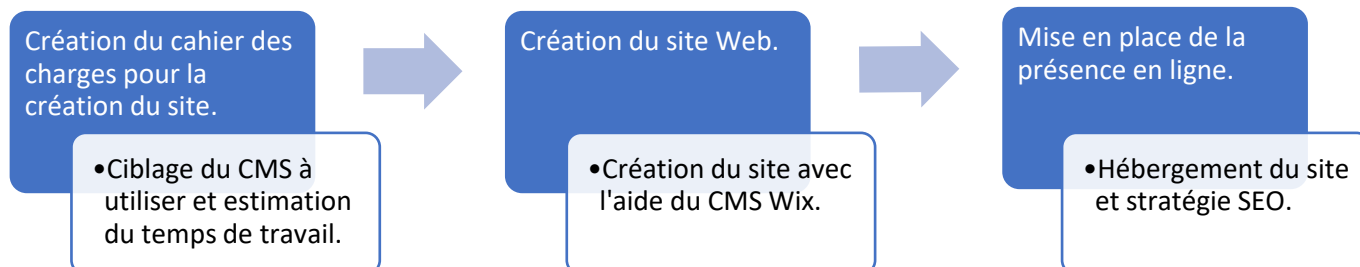 Création du cahier des
charges pour la
création du site.
•Ciblage du CMS à
utiliser et estimation
du temps de travail.
Création du site Web.
•Création du site avec
l'aide du CMS Wix.
Mise en place de la
présence en ligne.
•Hébergement du site
et stratégie SEO.